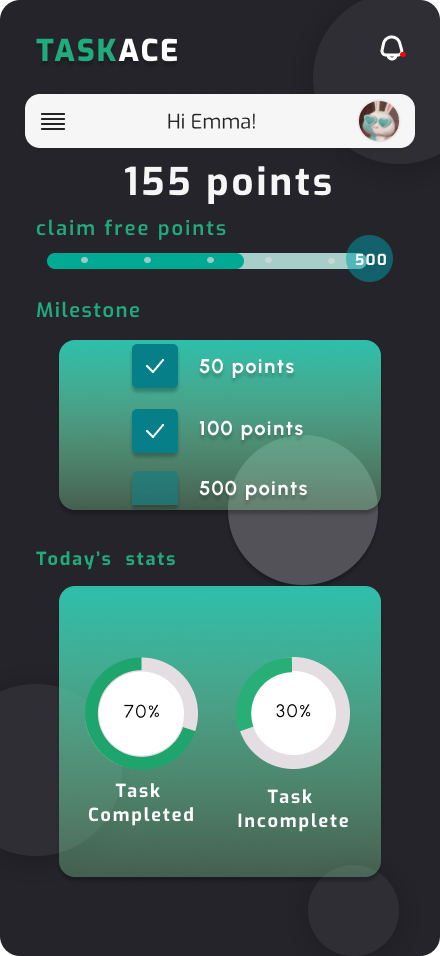 TASKACE
Hi Emma!
155 points
claim free points
500
Milestone
50 points
100 points
500 points
Today's stats
70%
30%
Task
Completed
Task
Incomplete